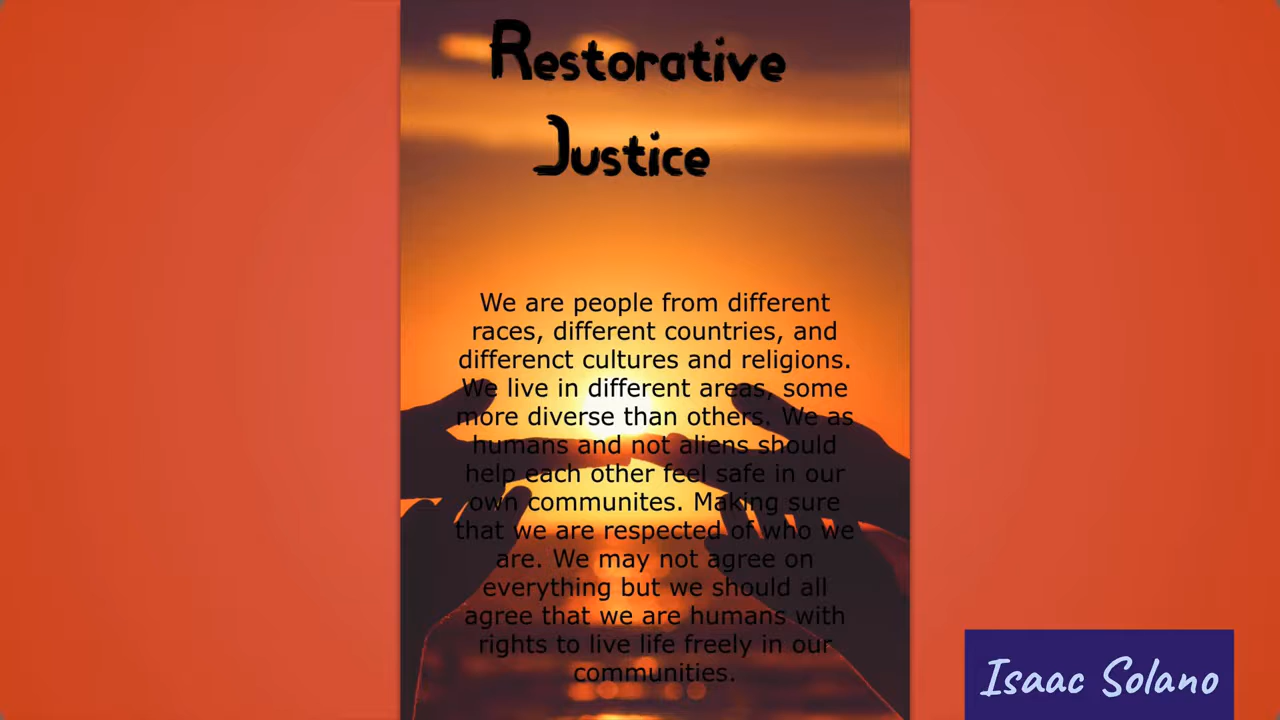 Restorative
Justice
We are people from different
races, different countries, and
differenct cultures and religions.
We live in different areas, some
more diverse than others. We as
humans and not aliens should
help each other feel safe in our
own communites. Making sure
that we are respected of who we
are. We may not agree on
everything but we should all
agree that we are humans with
rights to live life freely in our
communities.
Isaac Solano